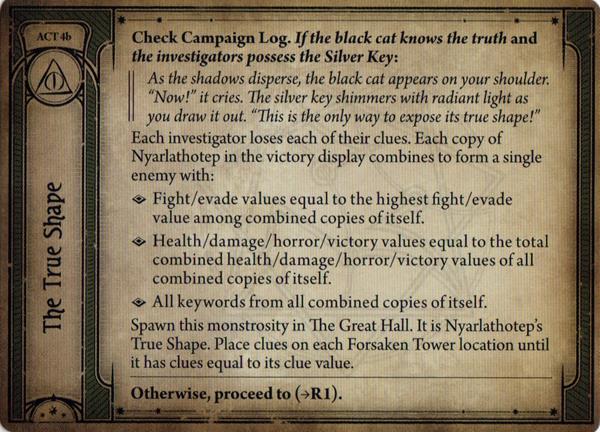 ACT 4b
The True Shape
Check Campaign Log. If the black cat knows the truth and
the investigators possess the Silver Key:
As the shadows disperse, the black cat appears on your shoulder.
“Now!” it cries. The silver key shimmers with radiant light as
you draw it out. “This is the only way to expose its true shape!”
Each investigator loses each of their clues. Each copy of
Nyarlathotep in the victory display combines to form a single
enemy with:
Fight/evade values equal to the highest fight/evade
value among combined copies of itself.
Health/damage/horror/victory values equal to the total
combined health/damage/horror/victory values of all
combined copies of itself.
All keywords from all combined copies of itself.
Spawn this monstrosity in The Great Hall. It is Nyarlathotep’s
True Shape. Place clues on each Forsaken Tower location until
it has clues equal to its clue value.
Otherwise, proceed to (→R1).